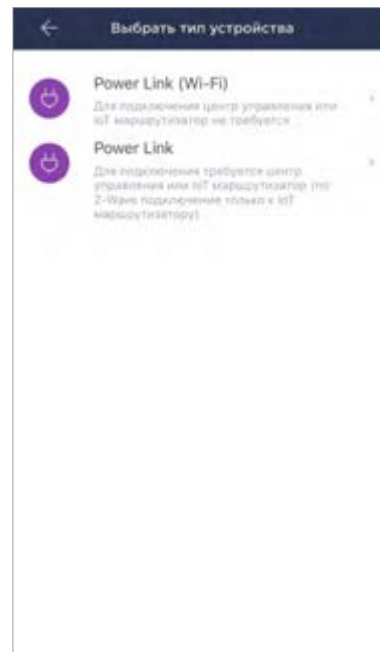 Выбрать тип устройства
Power Link (Wi-Fi)
Для подключения центр управления или
IoT маршрутизатор не требуется
Power Link
Для подключения требуется центр
управления или IoT маршрутизатор (по
Z-Wave подключение только к IoT
маршрутизатору)